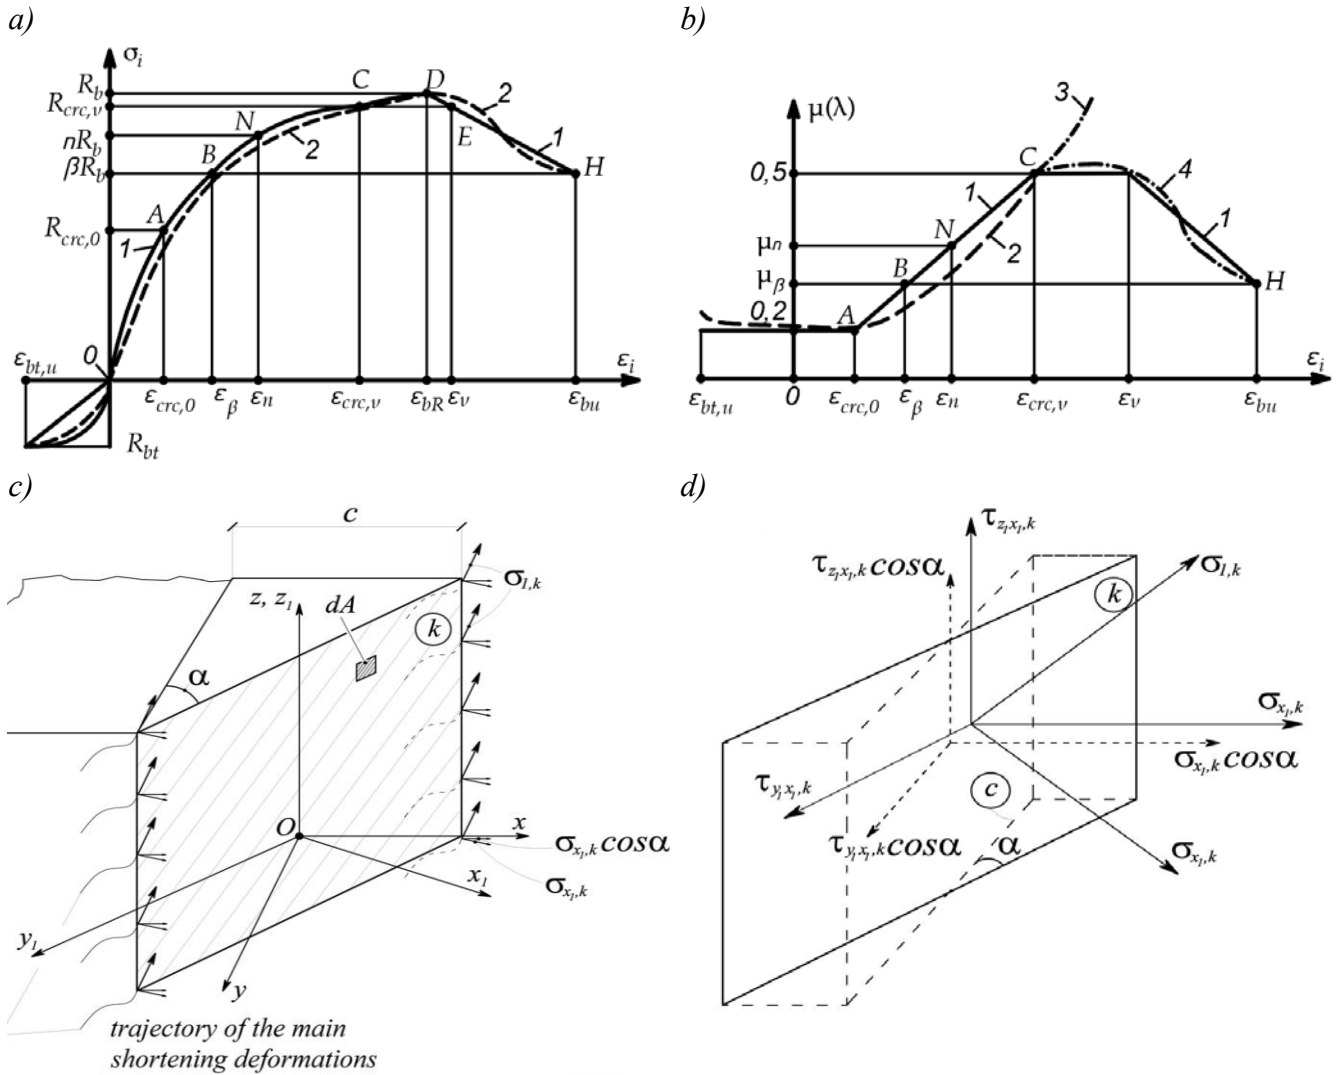 a)
σi
Rb
Rcrc,ν
nRb
βRb
Rcrc,0
C
D
N
B
A
E
H
2
1
2
1
0
εbt,u
εcrc,0
εβ
εn
εcrc,ν
εbR
εν
εbu
εi
Rbt
b)
μ(λ)
3
0,5
C
4
1
1
N
μn
2
B
μβ
H
0,2
A
εbt,u
0
εcrc,0
εβ
εn
εcrc,ν
εν
εbu
εi
c)
c
σ1,k
z, z1
dA
k
α
O
x
σx1,k cosα
x1
σx1,k
y1
y
trajectory of the main
shortening deformations
d)
τz1x1,k
τz1x1,k cosα
σ1,k
k
σx1,k
σx1,k cosα
τy1x1,k
c
τy1x1,k cosα
α
σx1,k